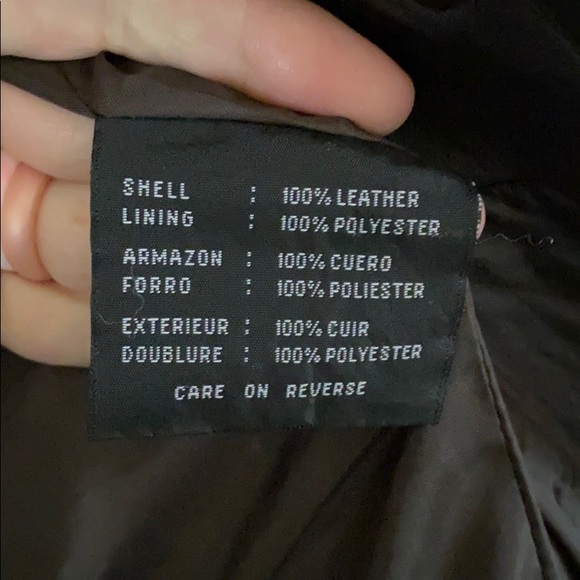 SHELL : 100% LEATHER
LINING : 100% POLYESTER
ARMAZON : 100% CUERO
FORRO : 100% POLIESTER
EXTERIEUR : 100% CUIR
DOUBLURE : 100% POLYESTER
CARE ON REVERSE